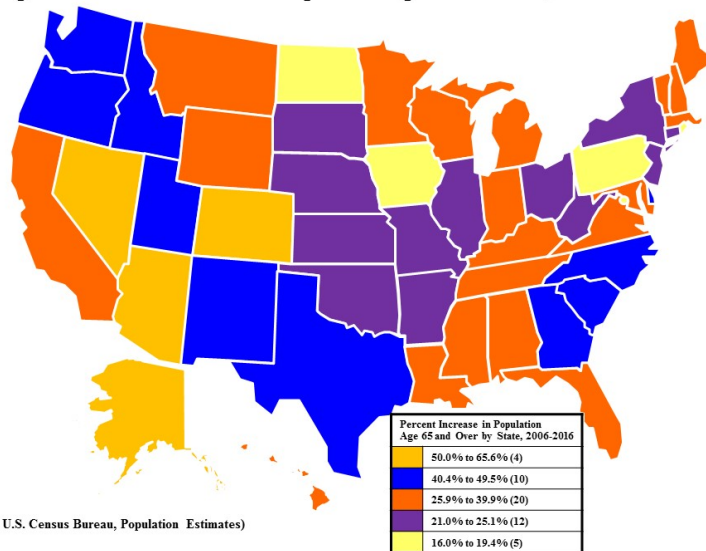 Percent Increase in Population
Age 65 and Over by State, 2006-2016
50.0% to 65.6% (4)
40.4% to 49.5% (10)
25.9% to 39.9% (20)
21.0% to 25.1% (12)
16.0% to 19.4% (5)
U.S. Census Bureau, Population Estimates)